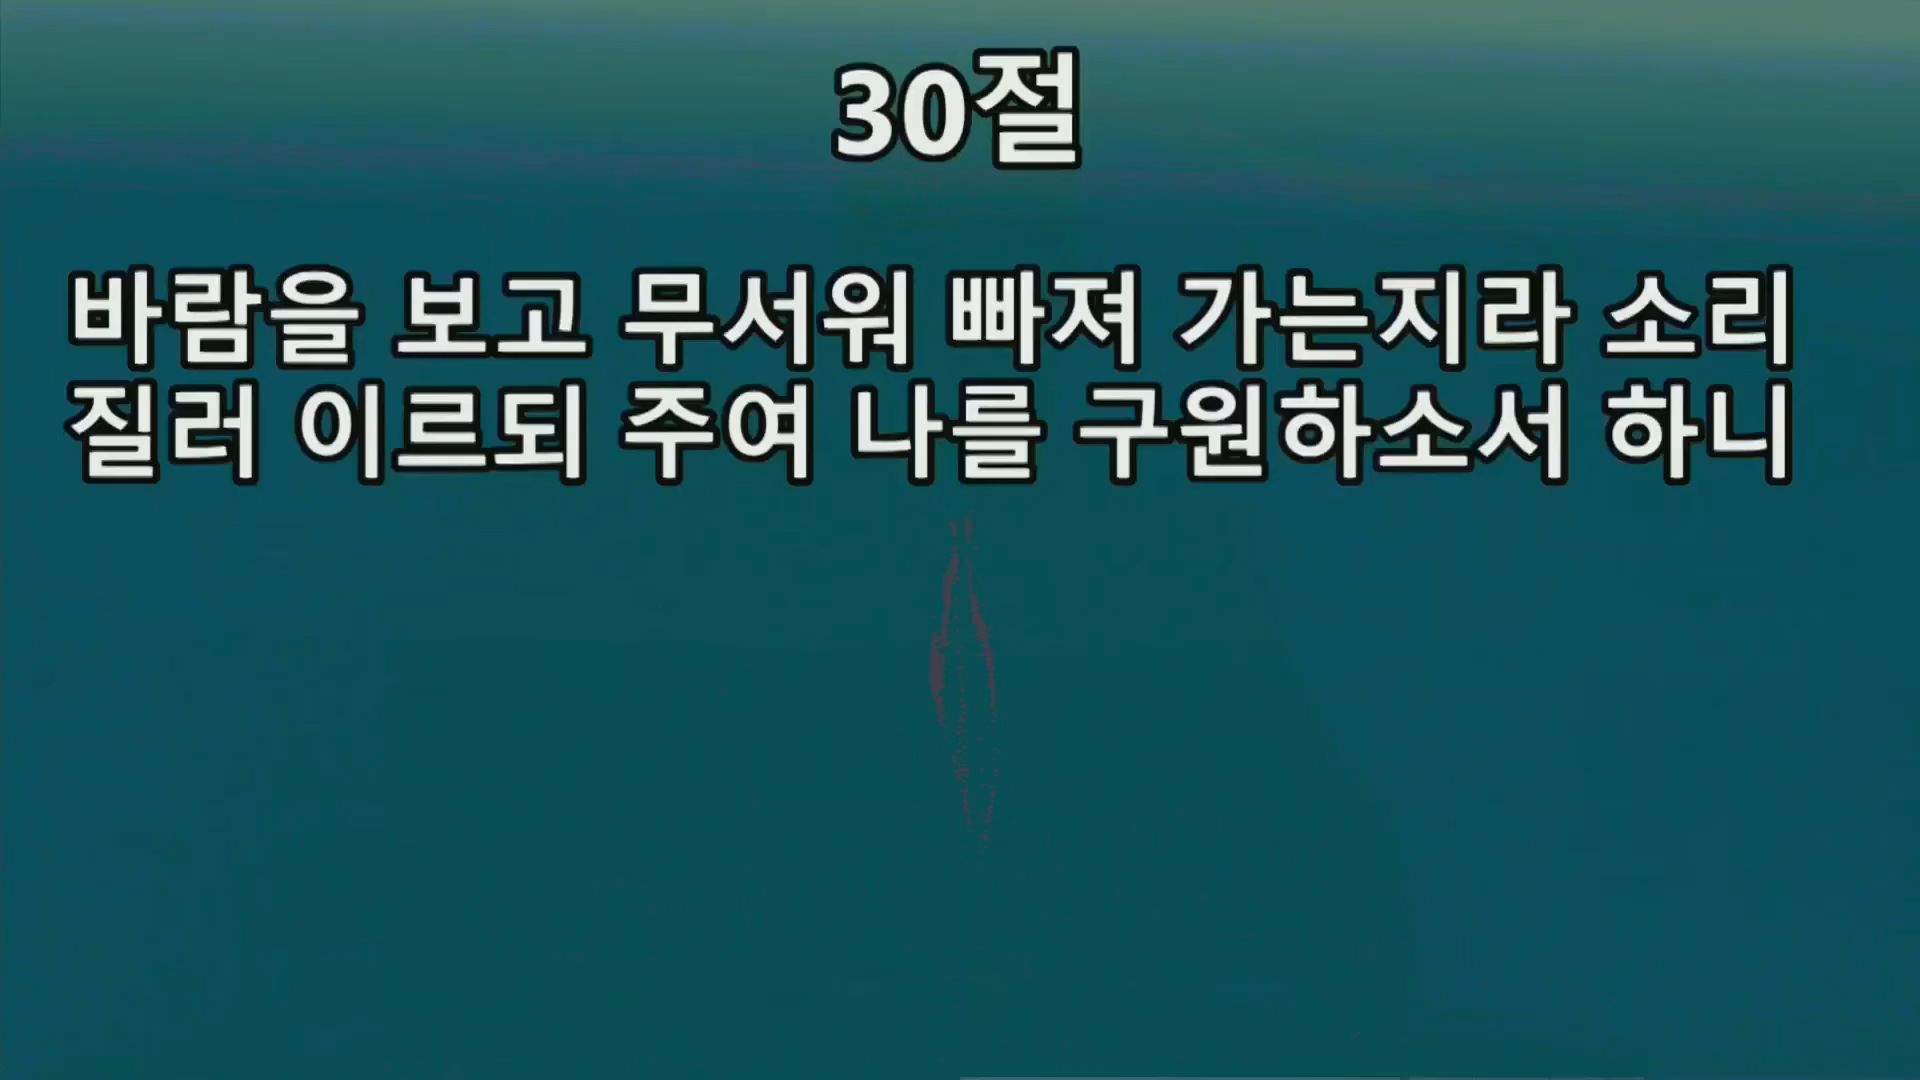 30절
바람을 보고 무서워 빠져 가는지라 소리
질러 이르되 주여 나를 구원하소서 하니